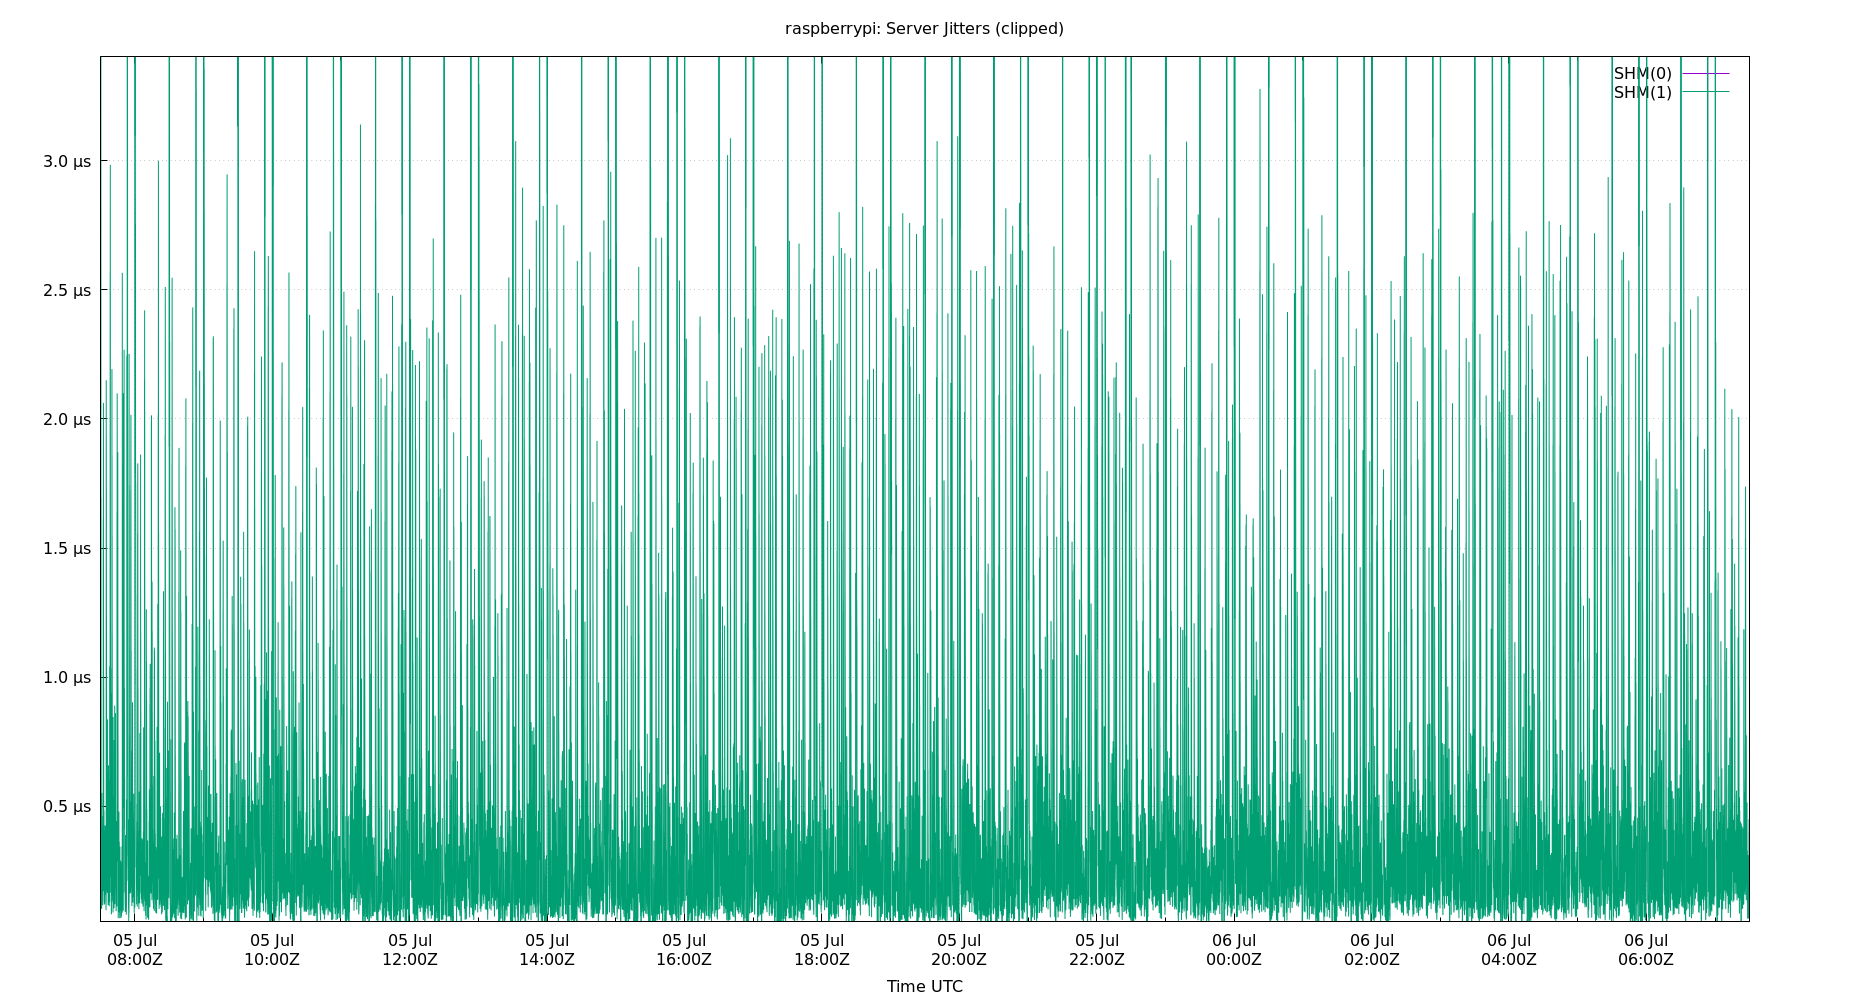 raspberrypi: Server Jitters (clipped)
SHM(0)
SHM(1)
3.0 µs
2.5 µs
2.0 µs
1.5 µs
1.0 µs
0.5 µs
05 Jul 05 Jul 05 Jul 05 Jul 05 Jul 05 Jul 05 Jul 05 Jul 06 Jul 06 Jul 06 Jul 06 Jul
08:00Z 10:00Z 12:00Z 14:00Z 16:00Z 18:00Z 20:00Z 22:00Z 00:00Z 02:00Z 04:00Z 06:00Z
Time UTC